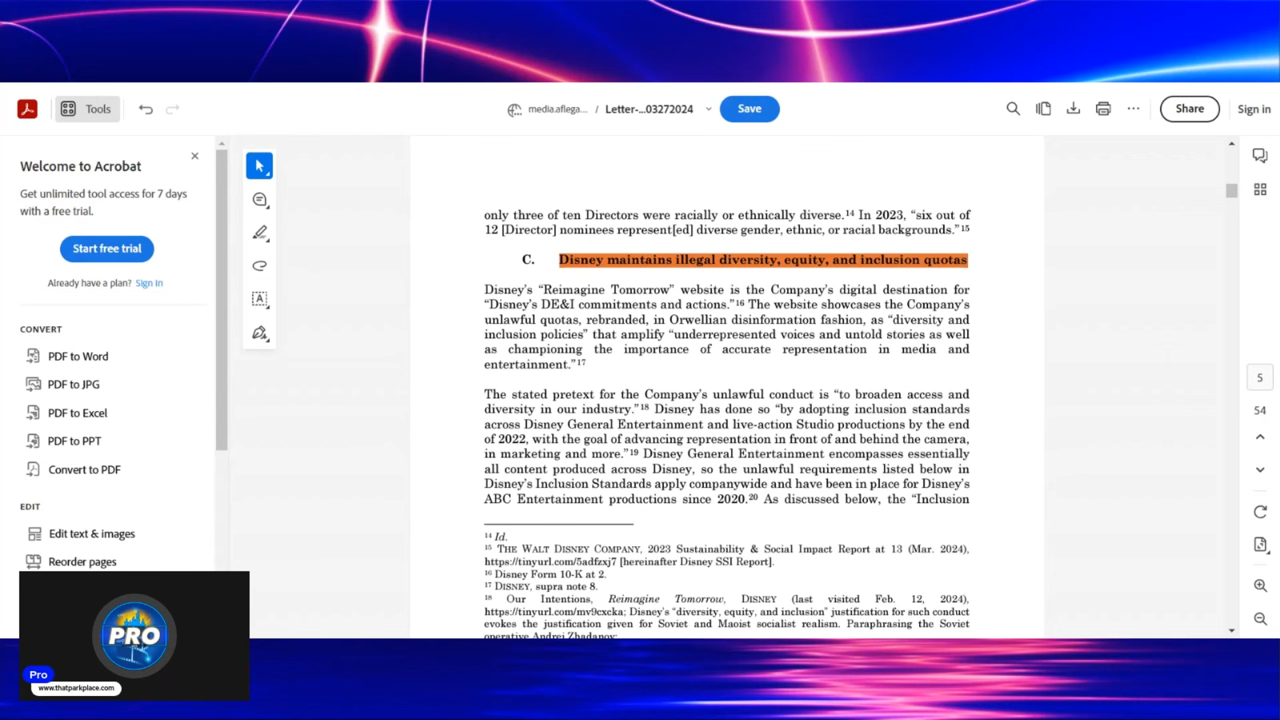 Tools
media.aflega... / Letter-...03272024
Save
Share
Sign in
Welcome to Acrobat
Get unlimited tool access for 7 days
with a free trial.
Start free trial
Already have a plan? Sign In
CONVERT
PDF to Word
PDF to JPG
PDF to Excel
PDF to PPT
Convert to PDF
EDIT
Edit text & images
Reorder pages
only three of ten Directors were racially or ethnically diverse.14 In 2023, “six out of
12 [Director] nominees represent[ed] diverse gender, ethnic, or racial backgrounds.”15
C. Disney maintains illegal diversity, equity, and inclusion quotas
Disney’s “Reimagine Tomorrow” website is the Company’s digital destination for
“Disney’s DE&I commitments and actions.”16 The website showcases the Company’s
unlawful quotas, rebranded, in Orwellian disinformation fashion, as “diversity and
inclusion policies” that amplify “underrepresented voices and untold stories as well
as championing the importance of accurate representation in media and
entertainment.”17
The stated pretext for the Company’s unlawful conduct is “to broaden access and
diversity in our industry.”18 Disney has done so “by adopting inclusion standards
across Disney General Entertainment and live-action Studio productions by the end
of 2022, with the goal of advancing representation in front of and behind the camera,
in marketing and more.”19 Disney General Entertainment encompasses essentially
all content produced across Disney, so the unlawful requirements listed below in
Disney’s Inclusion Standards apply companywide and have been in place for Disney’s
ABC Entertainment productions since 2020.20 As discussed below, the “Inclusion
14 Id.
15 THE WALT DISNEY COMPANY, 2023 Sustainability & Social Impact Report at 13 (Mar. 2024),
https://tinyurl.com/5adfzxj7 [hereinafter Disney SSI Report].
16 Disney Form 10-K at 2.
17 DISNEY, supra note 8.
18 Our Intentions, Reimagine Tomorrow, DISNEY (last visited Feb. 12, 2024),
https://tinyurl.com/mv9cxcka; Disney’s “diversity, equity, and inclusion” justification for such conduct
evokes the justification given for Soviet and Maoist socialist realism. Paraphrasing the Soviet
operative Andrei Zhadanov:
5
54
PRO
Pro
www.thatparkplace.com